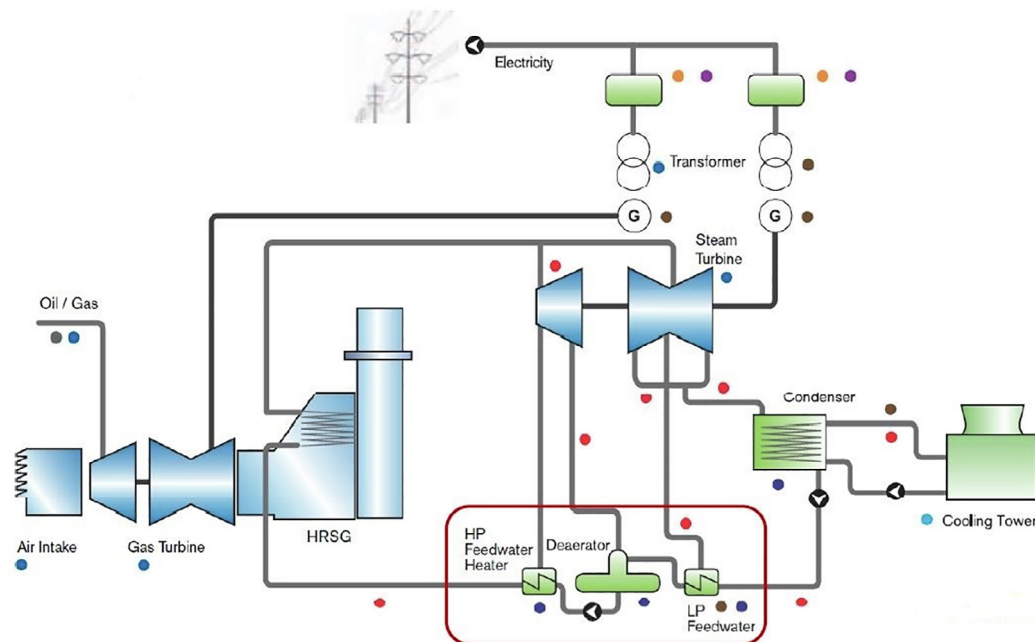 Electricity
Transformer
G
G
Steam
Turbine
Oil / Gas
Condenser
HRSG
HP
Feedwater
Heater
Deaerator
Air Intake
Gas Turbine
Cooling Tower
LP
Feedwater